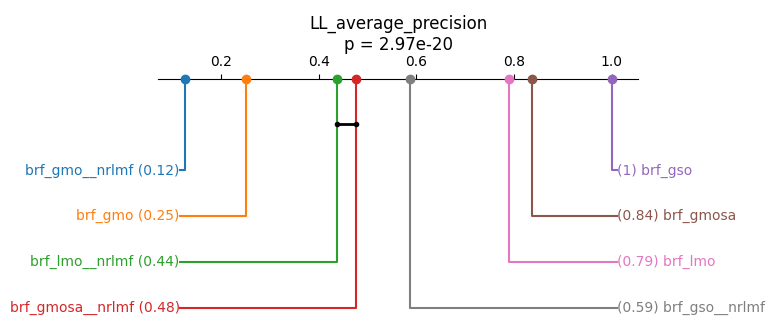 LL_average_precision
p = 2.97e-20
0.2 0.4 0.6 0.8 1.0
brf_gmo__nrlmf (0.12) (1) brf_gso
brf_gmo (0.25) (0.84) brf_gmosa
brf_lmo__nrlmf (0.44) (0.79) brf_lmo
brf_gmosa__nrlmf (0.48) (0.59) brf_gso__nrlmf